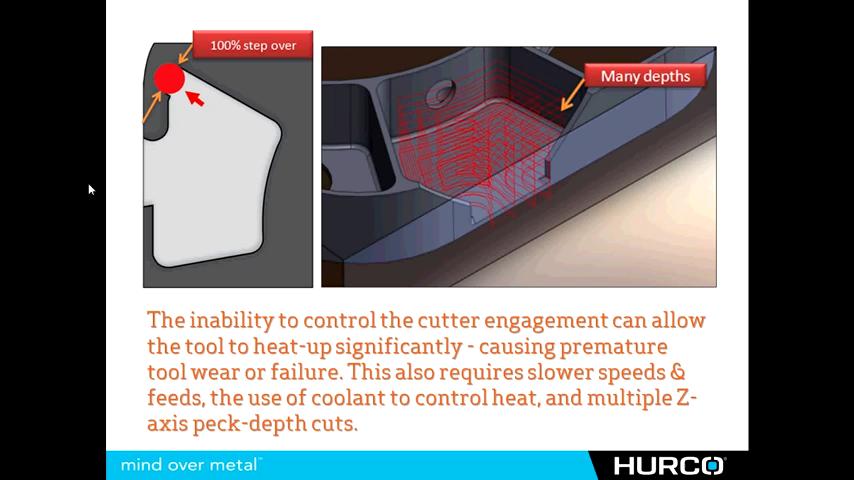 100% step over
Many depths
The inability to control the cutter engagement can allow
the tool to heat-up significantly - causing premature
tool wear or failure. This also requires slower speeds &
feeds, the use of coolant to control heat, and multiple Z-
axis peck-depth cuts.
mind over metal™
HURCO